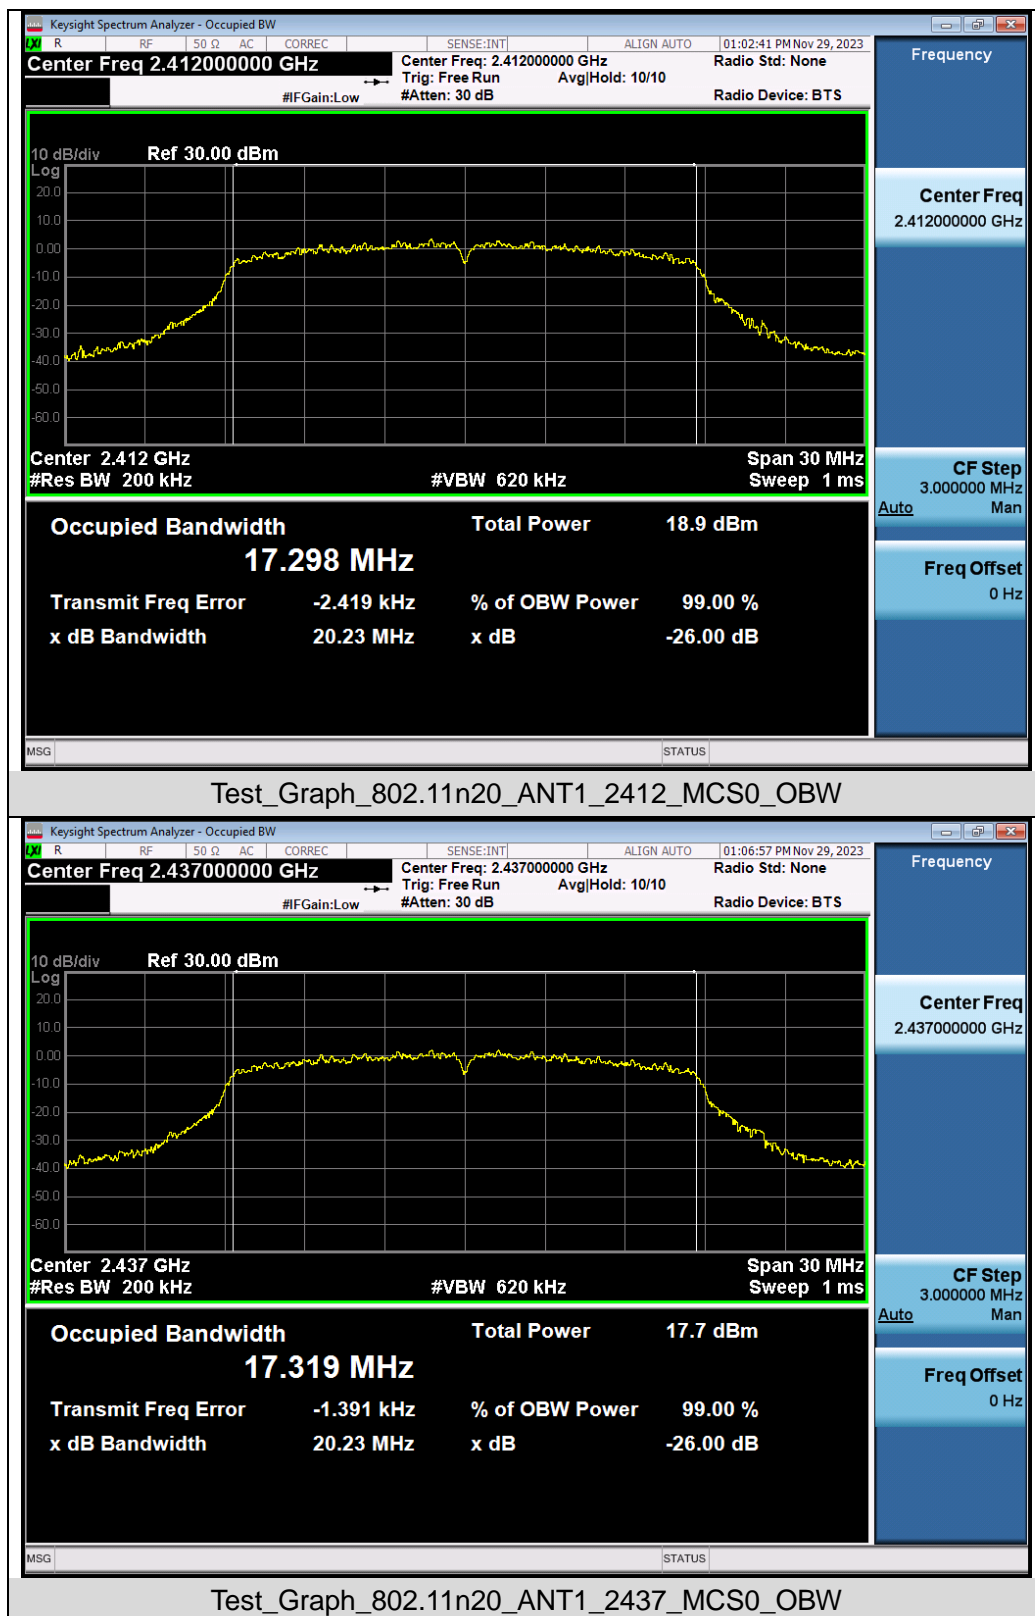 Keysight Spectrum Analyzer - Occupied BW
LXI R RF 50 Ω AC CORREC SENSE:INT ALIGN AUTO 01:02:41 PM Nov 29, 2023
Center Freq 2.412000000 GHz Center Freq: 2.412000000 GHz Radio Std: None Frequency
Trig: Free Run Avg|Hold: 10/10
#IFGain:Low #Atten: 30 dB Radio Device: BTS
10 dB/div Ref 30.00 dBm
Log
20.0
10.0
0.00
-10.0
-20.0
-30.0
-40.0
-50.0
-60.0
Center Freq
2.412000000 GHz
Center 2.412 GHz Span 30 MHz
#Res BW 200 kHz #VBW 620 kHz Sweep 1 ms
CF Step
3.000000 MHz
Auto Man
Occupied Bandwidth Total Power 18.9 dBm
17.298 MHz
Freq Offset
0 Hz
Transmit Freq Error -2.419 kHz % of OBW Power 99.00 %
x dB Bandwidth 20.23 MHz x dB -26.00 dB
MSG STATUS
Test_Graph_802.11n20_ANT1_2412_MCS0_OBW
Keysight Spectrum Analyzer - Occupied BW
LXI R RF 50 Ω AC CORREC SENSE:INT ALIGN AUTO 01:06:57 PM Nov 29, 2023
Center Freq 2.437000000 GHz Center Freq: 2.437000000 GHz Radio Std: None Frequency
Trig: Free Run Avg|Hold: 10/10
#IFGain:Low #Atten: 30 dB Radio Device: BTS
10 dB/div Ref 30.00 dBm
Log
20.0
10.0
0.00
-10.0
-20.0
-30.0
-40.0
-50.0
-60.0
Center Freq
2.437000000 GHz
Center 2.437 GHz Span 30 MHz
#Res BW 200 kHz #VBW 620 kHz Sweep 1 ms
CF Step
3.000000 MHz
Auto Man
Occupied Bandwidth Total Power 17.7 dBm
17.319 MHz
Freq Offset
0 Hz
Transmit Freq Error -1.391 kHz % of OBW Power 99.00 %
x dB Bandwidth 20.23 MHz x dB -26.00 dB
MSG STATUS
Test_Graph_802.11n20_ANT1_2437_MCS0_OBW